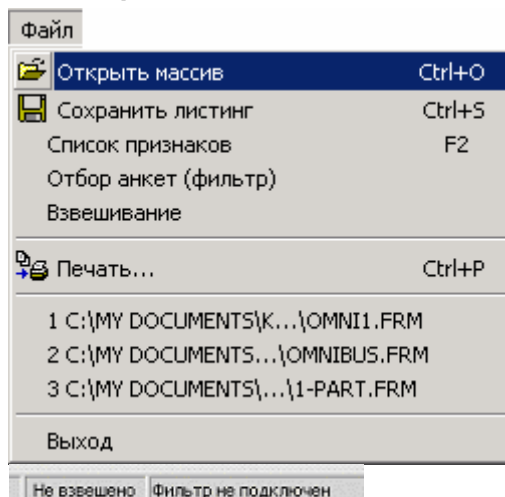 Файл
Открыть массив Ctrl+O
Сохранить листинг Ctrl+S
Список признаков F2
Отбор анкет (фильтр)
Взвешивание
Печать... Ctrl+P
1 C:\MY DOCUMENTS\K...\OMNI1.FRM
2 C:\MY DOCUMENTS...\OMNIBUS.FRM
3 C:\MY DOCUMENTS\...\1-PART.FRM
Выход
Не взвешено Фильтр не подключен